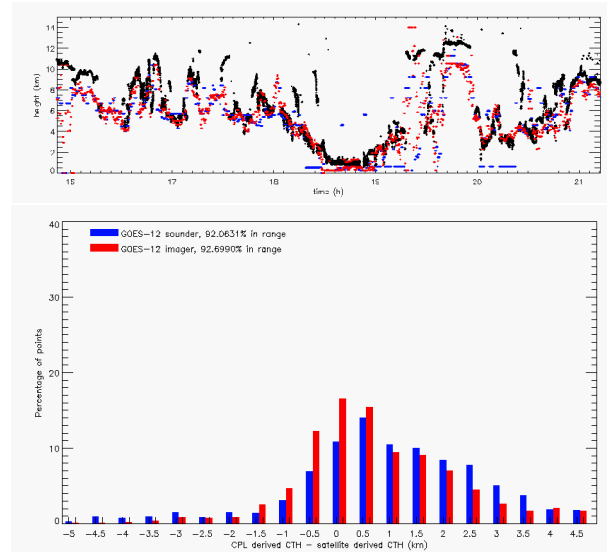 14
12
10
8
6
4
2
0
height (km)
15 17 18 19 20 21
time (h)
40
30
20
10
Percentage of points
GOES-12 sounder, 92.0631% in range
GOES-12 imager, 92.6990% in range
-5 -4.5 -4 -3.5 -3 -2.5 -2 -1.5 -1 -0.5 0 0.5 1 1.5 2 2.5 3 3.5 4 4.5
CPL derived CTH - satellite derived CTH (km)